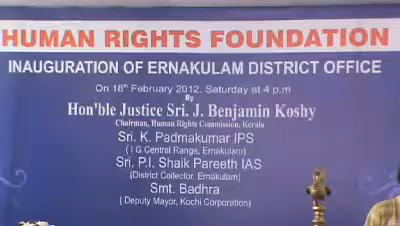 HUMAN RIGHTS FOUNDATION
INAUGURATION OF ERNAKULAM DISTRICT OFFICE
On 18th February 2012, Saturday at 4 p.m
By
Hon'ble Justice Sri. J. Benjamin Koshy
Chairman, Human Rights Commission, Kerala
Sri. K. Padmakumar IPS
( I G Central Range, Ernakulam)
Sri. P.I. Shaik Pareeth IAS
(District Collector, Ernakulam)
Smt. Badhra
( Deputy Mayor, Kochi Corporation)